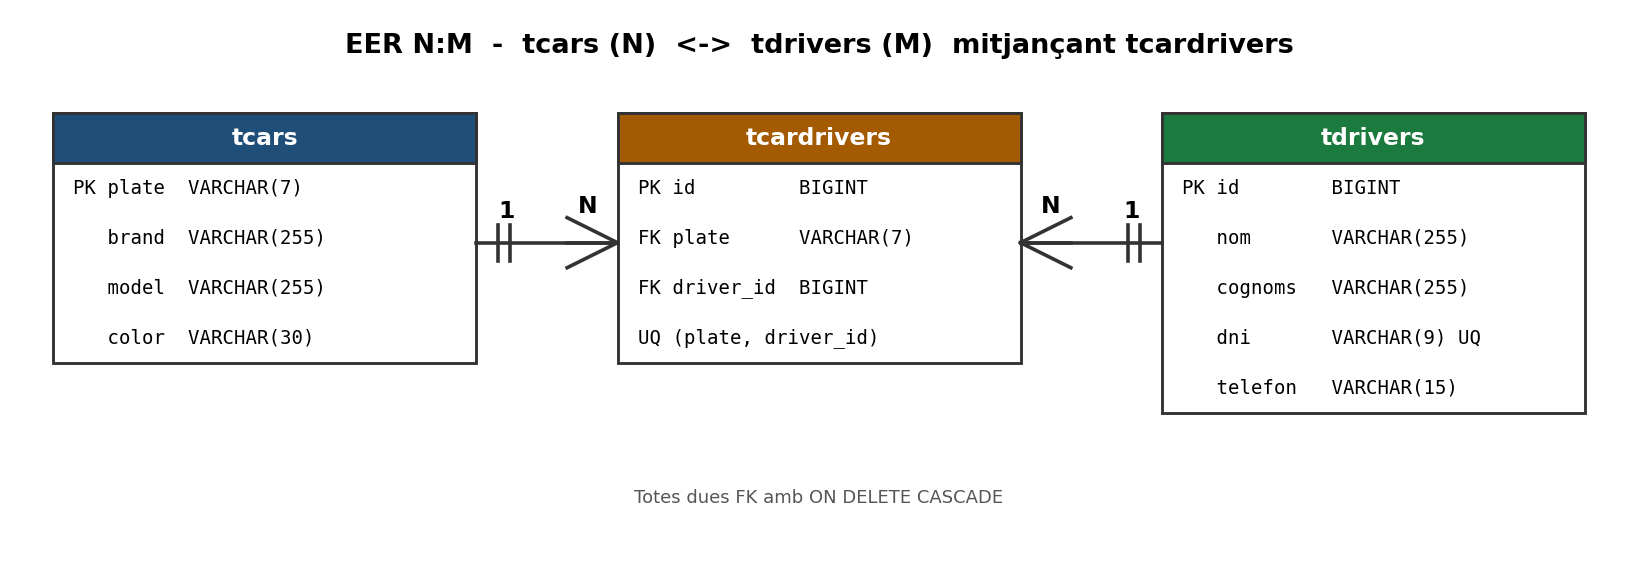 EER N:M - tcars (N) <-> tdrivers (M) mitjançant tcardrivers
tcars
PK plate VARCHAR(7)
brand VARCHAR(255)
model VARCHAR(255)
color VARCHAR(30)
1
N
tcardrivers
PK id BIGINT
FK plate VARCHAR(7)
FK driver_id BIGINT
UQ (plate, driver_id)
N
1
tdrivers
PK id BIGINT
nom VARCHAR(255)
cognoms VARCHAR(255)
dni VARCHAR(9) UQ
telefon VARCHAR(15)
Totes dues FK amb ON DELETE CASCADE